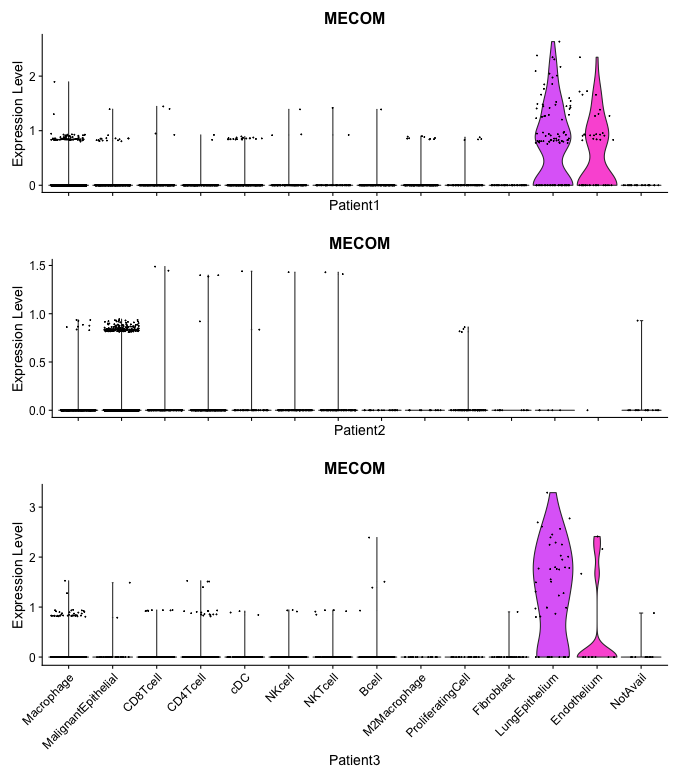 MECOM
Expression Level
2
1
0
Patient1
MECOM
Expression Level
1.5
1.0
0.5
0.0
Patient2
MECOM
Expression Level
3
2
1
0
Macrophage
MalignantEpithelial
CD8Tcell
CD4Tcell
cDC
NKcell
NKTcell
Bcell
M2Macrophage
ProliferatingCell
Fibroblast
LungEpithelium
Endothelium
NotAvail
Patient3